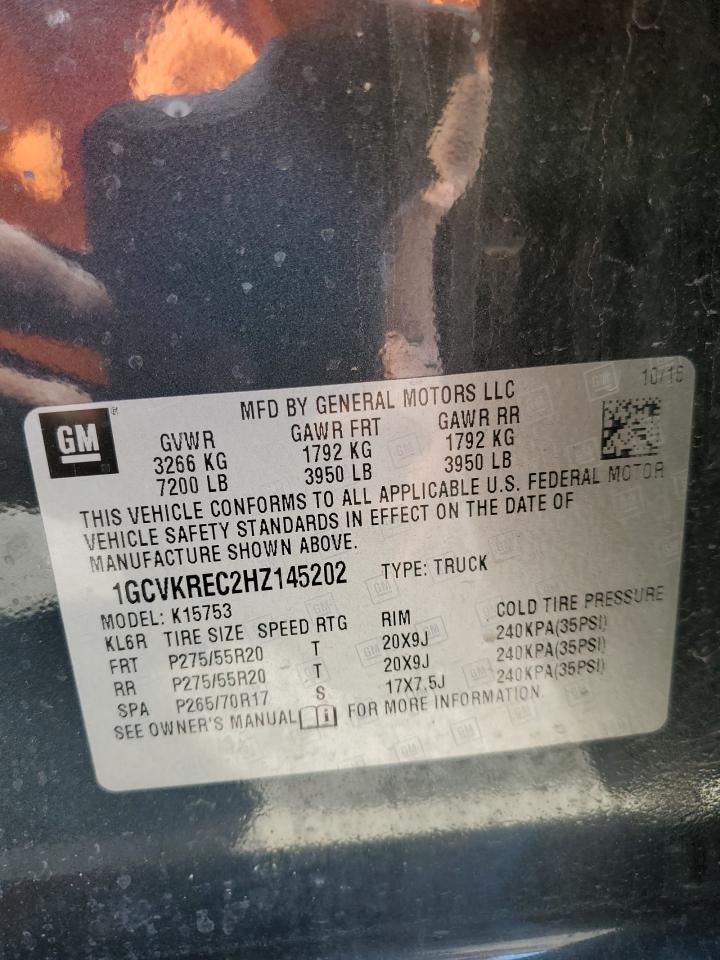 10/16
MFD BY GENERAL MOTORS LLC
GM
GVWR GAWR FRT GAWR RR
3266 KG 1792 KG 1792 KG
7200 LB 3950 LB 3950 LB
THIS VEHICLE CONFORMS TO ALL APPLICABLE U.S. FEDERAL MOTOR
VEHICLE SAFETY STANDARDS IN EFFECT ON THE DATE OF
MANUFACTURE SHOWN ABOVE.
1GCVKREC2HZ145202 TYPE: TRUCK
MODEL: K15753
KL6R TIRE SIZE SPEED RTG RIM COLD TIRE PRESSURE
FRT P275/55R20 T 20X9J 240KPA(35PSI)
RR P275/55R20 T 20X9J 240KPA(35PSI)
SPA P265/70R17 S 17X7.5J 240KPA(35PSI)
SEE OWNER'S MANUAL FOR MORE INFORMATION.